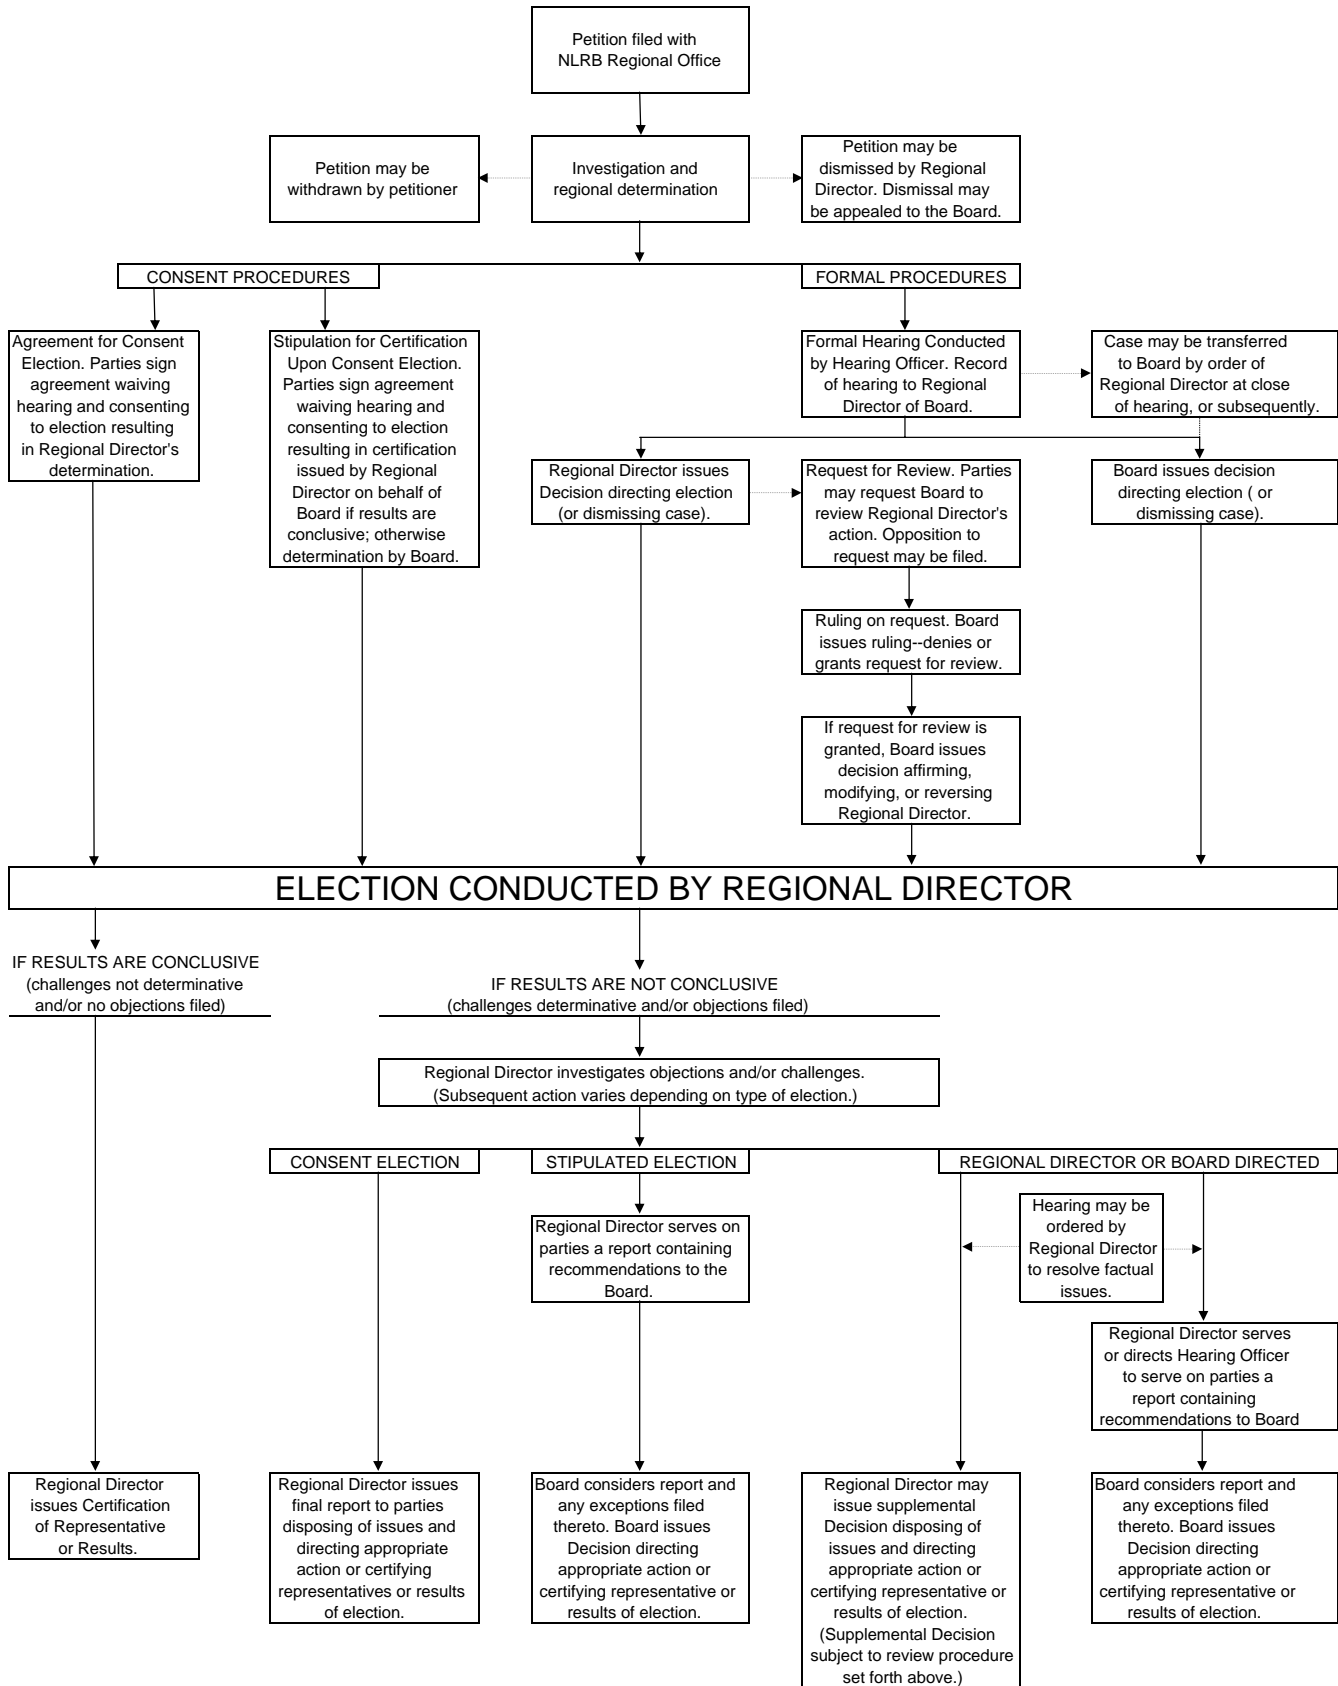 Petition filed with
NLRB Regional Office
Petition may be
withdrawn by petitioner
Investigation and
regional determination
Petition may be
dismissed by Regional
Director. Dismissal may
be appealed to the Board.
CONSENT PROCEDURES
FORMAL PROCEDURES
Agreement for Consent
Election. Parties sign
agreement waiving
hearing and consenting
to election resulting
in Regional Director's
determination.
Stipulation for Certification
Upon Consent Election.
Parties sign agreement
waiving hearing and
consenting to election
resulting in certification
issued by Regional
Director on behalf of
Board if results are
conclusive; otherwise
determination by Board.
Formal Hearing Conducted
by Hearing Officer. Record
of hearing to Regional
Director of Board.
Case may be transferred
to Board by order of
Regional Director at close
of hearing, or subsequently.
Regional Director issues
Decision directing election
(or dismissing case).
Request for Review. Parties
may request Board to
review Regional Director's
action. Opposition to
request may be filed.
Board issues decision
directing election ( or
dismissing case).
Ruling on request. Board
issues ruling--denies or
grants request for review.
If request for review is
granted, Board issues
decision affirming,
modifying, or reversing
Regional Director.
ELECTION CONDUCTED BY REGIONAL DIRECTOR
IF RESULTS ARE CONCLUSIVE
(challenges not determinative
and/or no objections filed)
IF RESULTS ARE NOT CONCLUSIVE
(challenges determinative and/or objections filed)
Regional Director investigates objections and/or challenges.
(Subsequent action varies depending on type of election.)
CONSENT ELECTION
STIPULATED ELECTION
REGIONAL DIRECTOR OR BOARD DIRECTED
Regional Director serves on
parties a report containing
recommendations to the
Board.
Hearing may be
ordered by
Regional Director
to resolve factual
issues.
Regional Director serves
or directs Hearing Officer
to serve on parties a
report containing
recommendations to Board
Regional Director
issues Certification
of Representative
or Results.
Regional Director issues
final report to parties
disposing of issues and
directing appropriate
action or certifying
representatives or results
of election.
Board considers report and
any exceptions filed
thereto. Board issues
Decision directing
appropriate action or
certifying representative or
results of election.
Regional Director may
issue supplemental
Decision disposing of
issues and directing
appropriate action or
certifying representative or
results of election.
(Supplemental Decision
subject to review procedure
set forth above.)
Board considers report and
any exceptions filed
thereto. Board issues
Decision directing
appropriate action or
certifying representative or
results of election.